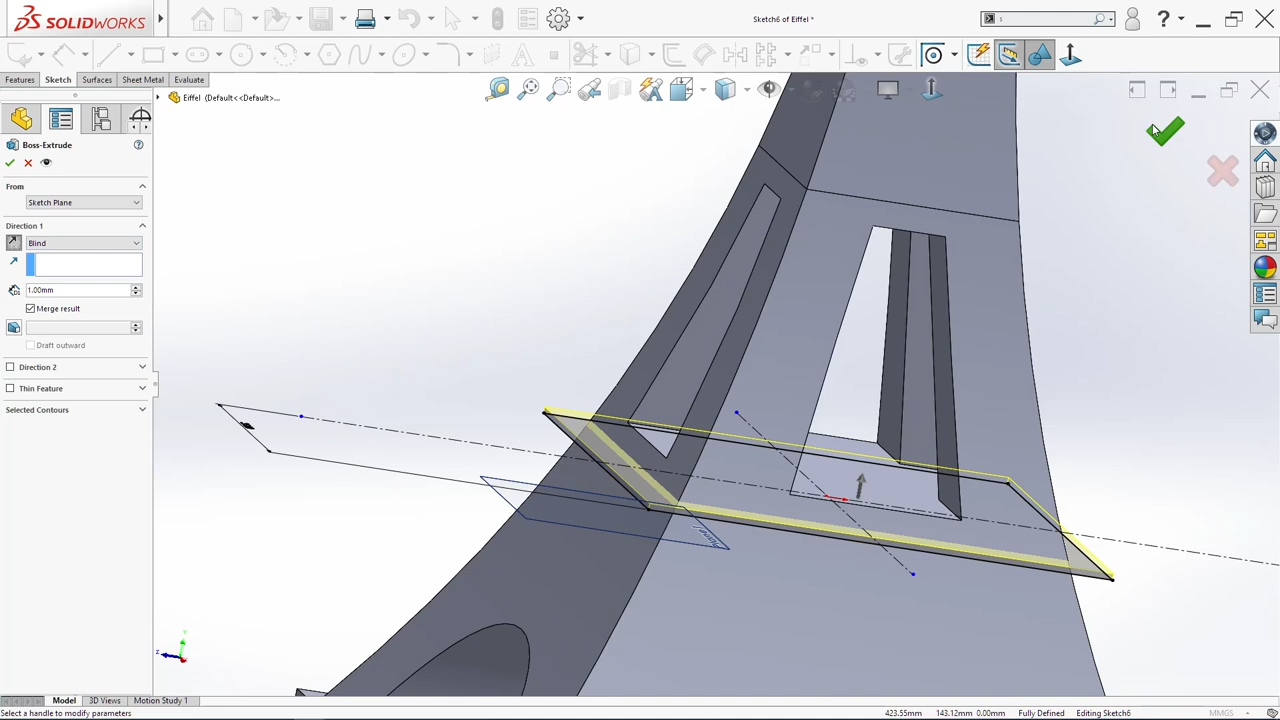 SOLIDWORKS
Sketch6 of Eiffel *
s
Features
Sketch
Surfaces
Sheet Metal
Evaluate
Eiffel (Default<<Default>...
Boss-Extrude
From
Sketch Plane
Direction 1
Blind
1.00mm
Merge result
Draft outward
Direction 2
Thin Feature
Selected Contours
Y
Z
Model
3D Views
Motion Study 1
Select a handle to modify parameters
423.55mm
143.12mm 0.00mm
Fully Defined
Editing Sketch6
MMGS